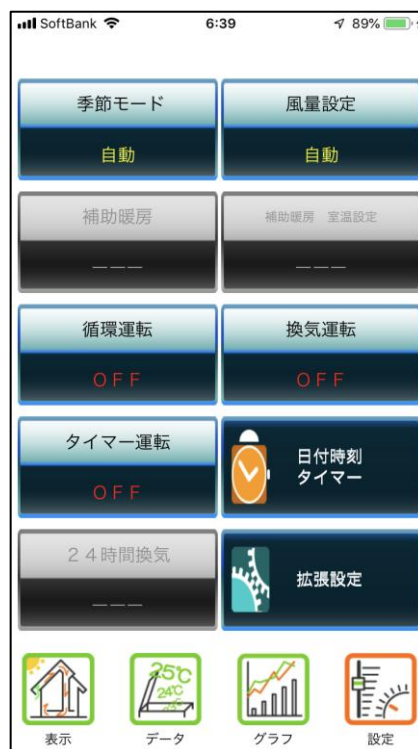 SoftBank 6:39 89%
季節モード 風量設定
自動 自動
補助暖房 補助暖房 室温設定
––– –––
循環運転 換気運転
OFF OFF
タイマー運転 日付時刻
タイマー
OFF
24時間換気 拡張設定
–––
25℃
24℃
℃
表示 データ グラフ 設定